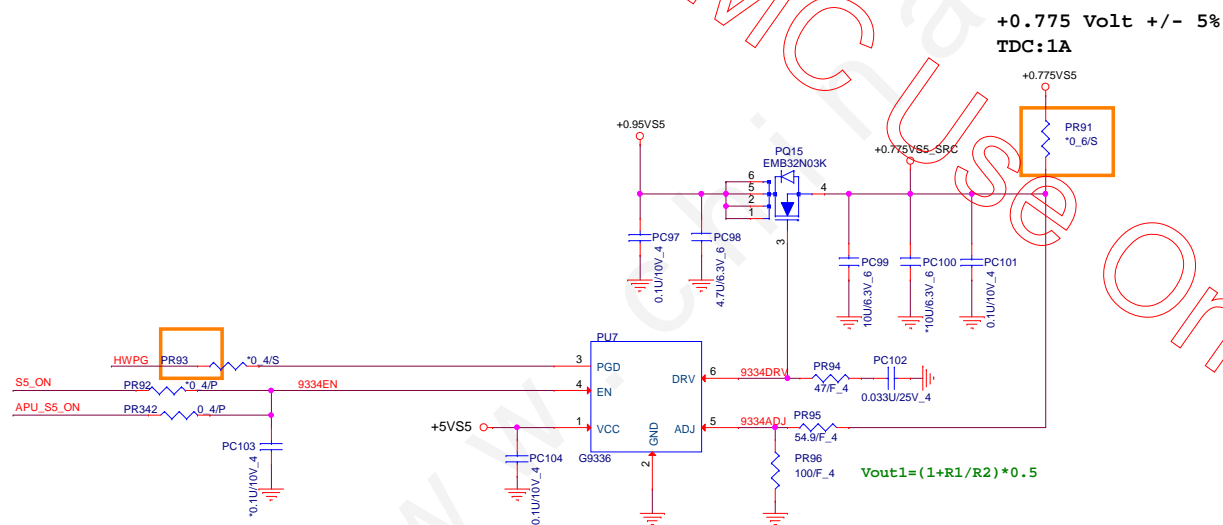 +0.775 Volt +/- 5%
TDC:1A
+0.775VS5
PR91
*0_6/S
+0.95VS5
PQ15
EMB32N03K
+0.775VS5_SRC
6
5
2
1
4
3
PC97
0.1U/10V_4
PC98
4.7U/6.3V_6
PC99
10U/6.3V_6
PC100
*10U/6.3V_6
PC101
0.1U/10V_4
PU7
HWPG
PR93
*0_4/S
3
PGD
S5_ON
PR92
*0_4/P
9334EN
4
EN
APU_S5_ON
PR342
0_4/P
PC103
*0.1U/10V_4
+5VS5
1
VCC
PC104
0.1U/10V_4
G9336
GND
2
DRV
6
9334DRV
PR94
47/F_4
PC102
0.033U/25V_4
ADJ
5
9334ADJ
PR95
54.9/F_4
PR96
100/F_4
Vout1=(1+R1/R2)*0.5
MC Use On
www.china